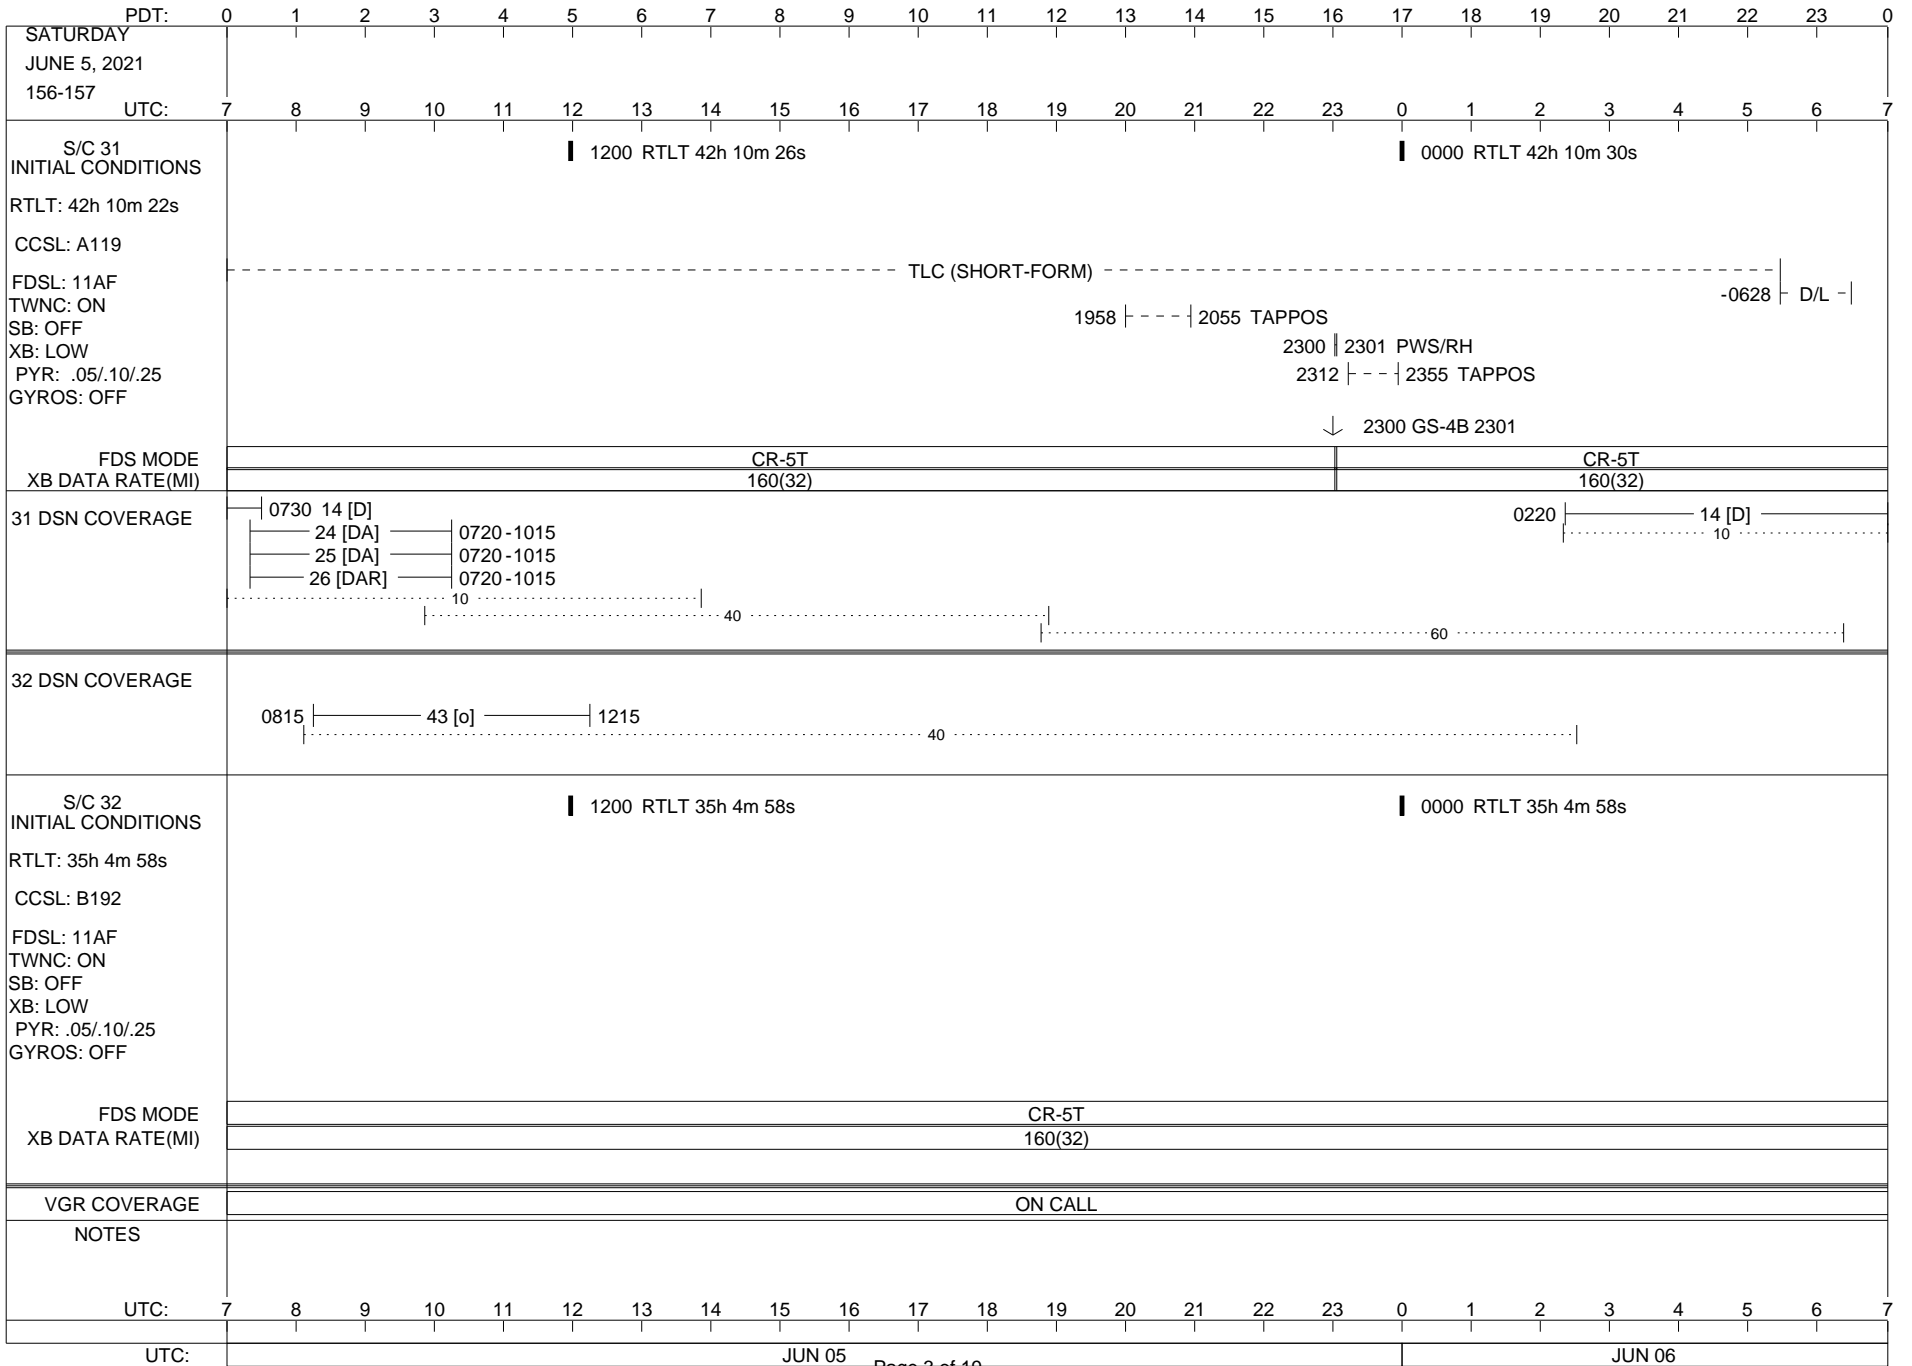 PDT: 0 1 2 3 4 5 6 7 8 9 10 11 12 13 14 15 16 17 18 19 20 21 22 23 0
SATURDAY
JUNE 5, 2021
156-157
UTC: 7 8 9 10 11 12 13 14 15 16 17 18 19 20 21 22 23 0 1 2 3 4 5 6 7
S/C 31
INITIAL CONDITIONS
1200 RTLT 42h 10m 26s
0000 RTLT 42h 10m 30s
RTLT: 42h 10m 22s
CCSL: A119
FDSL: 11AF
TWNC: ON
SB: OFF
XB: LOW
PYR: .05/.10/.25
GYROS: OFF
TLC (SHORT-FORM)
-0628 D/L
1958 2055 TAPPOS
2300 2301 PWS/RH
2312 2355 TAPPOS
2300 GS-4B 2301
FDS MODE CR-5T CR-5T
XB DATA RATE(MI) 160(32) 160(32)
31 DSN COVERAGE
0730 14 [D]
24 [DA] 0720-1015
25 [DA] 0720-1015
26 [DAR] 0720-1015
10
40
60
0220 14 [D]
10
32 DSN COVERAGE
0815 43 [o] 1215
40
S/C 32
INITIAL CONDITIONS
1200 RTLT 35h 4m 58s
0000 RTLT 35h 4m 58s
RTLT: 35h 4m 58s
CCSL: B192
FDSL: 11AF
TWNC: ON
SB: OFF
XB: LOW
PYR: .05/.10/.25
GYROS: OFF
FDS MODE CR-5T
XB DATA RATE(MI) 160(32)
VGR COVERAGE ON CALL
NOTES
UTC: 7 8 9 10 11 12 13 14 15 16 17 18 19 20 21 22 23 0 1 2 3 4 5 6 7
UTC: JUN 05 JUN 06
Page 3 of 19